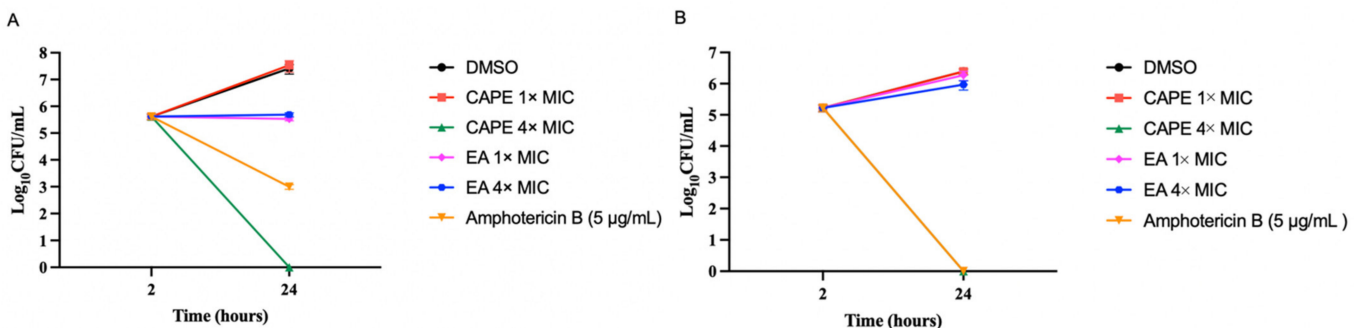 A
Log10CFU/mL
8
7
6
5
4
3
2
1
0
2
24
Time (hours)
DMSO
CAPE 1× MIC
CAPE 4× MIC
EA 1× MIC
EA 4× MIC
Amphotericin B (5 µg/mL)
B
Log10CFU/mL
7
6
5
4
3
2
1
0
2
24
Time (hours)
DMSO
CAPE 1× MIC
CAPE 4× MIC
EA 1× MIC
EA 4× MIC
Amphotericin B (5 µg/mL )